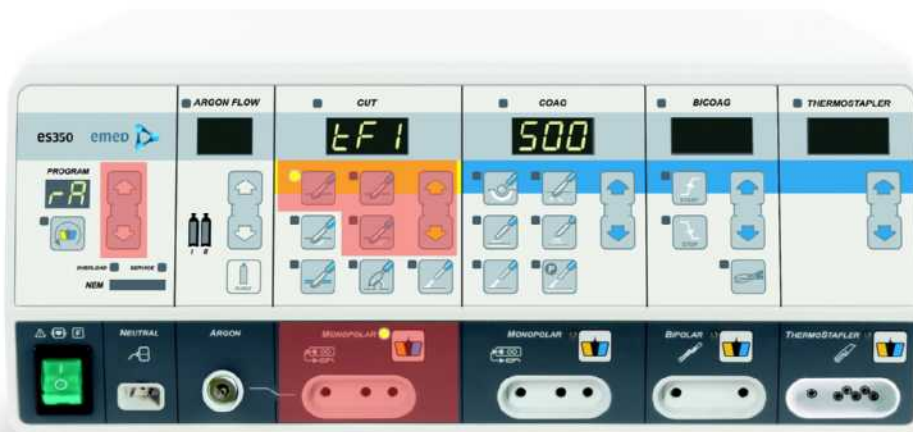 ARGON FLOW
CUT
COAG
BICOAG
THERMOSTAPLER
es350 emed
tF1
500
PROGRAM
rA
START
STOP
I II
OVERLOAD SERVICE
NEM
NEUTRAL
ARGON
MONOPOLAR
MONOPOLAR
BIPOLAR
THERMOSTAPLER